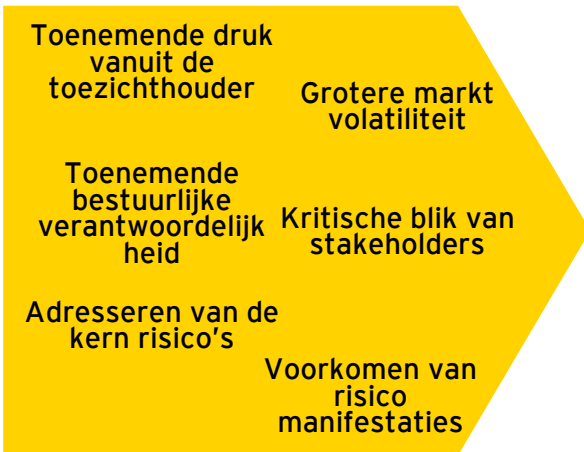 Toenemende druk
vanuit de
toezichthouder
Grotere markt
volatiliteit
Toenemende
bestuurlijke
verantwoordelijk
heid
Kritische blik van
stakeholders
Adresseren van de
kern risico's
Voorkomen van
risico
manifestaties